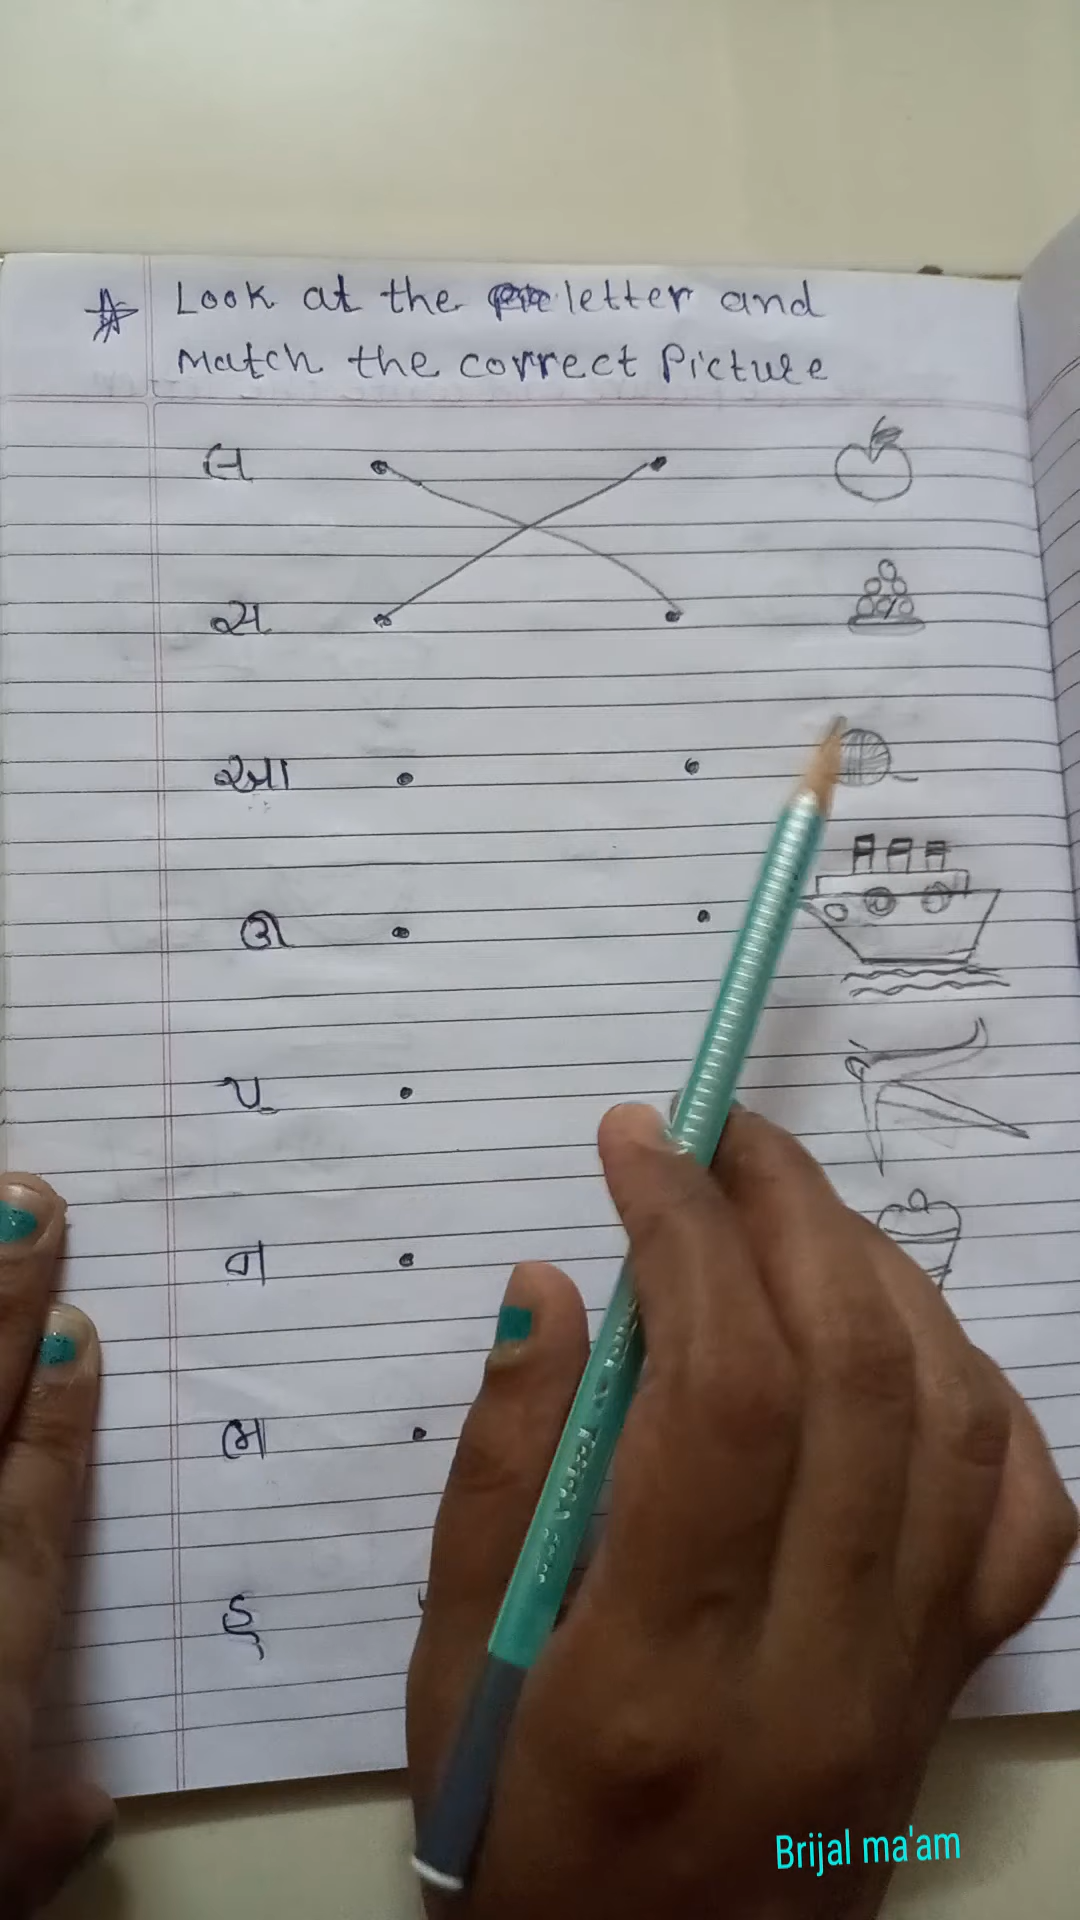 Look at the letter and
Match the correct Picture
લ
સ
આ
ઊ
પ
વ
ભ
હ
Brijal ma'am